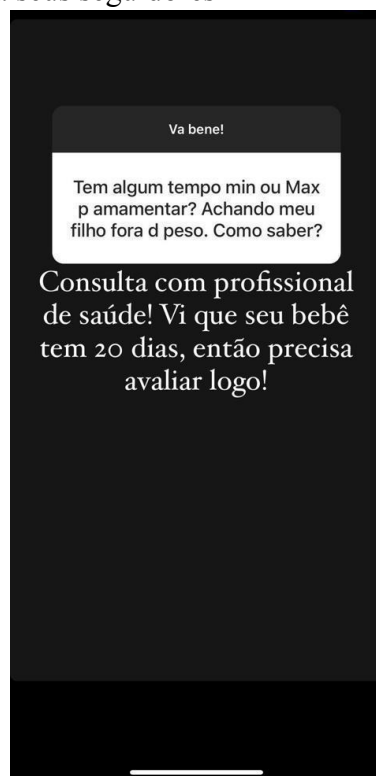 Va bene!
Tem algum tempo min ou Max
p amamentar? Achando meu
filho fora d peso. Como saber?
Consulta com profissional
de saúde! Vi que seu bebê
tem 20 dias, então precisa
avaliar logo!